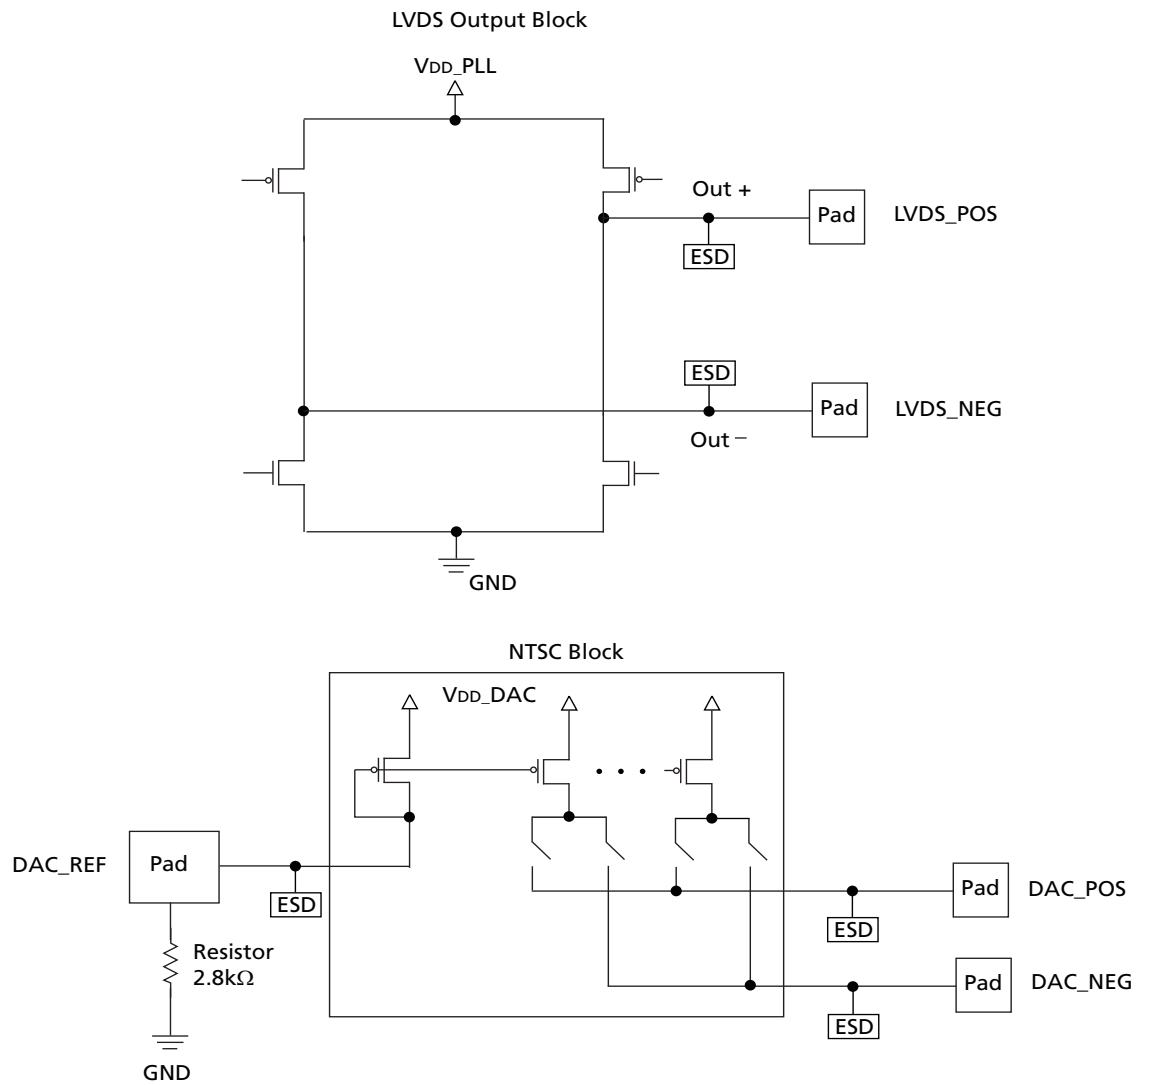 LVDS Output Block
VDD_PLL
Out +
Pad
LVDS_POS
ESD
ESD
Pad
LVDS_NEG
Out –
GND
NTSC Block
VDD_DAC
DAC_REF
Pad
ESD
Pad
DAC_POS
ESD
Resistor
2.8kΩ
Pad
DAC_NEG
ESD
GND